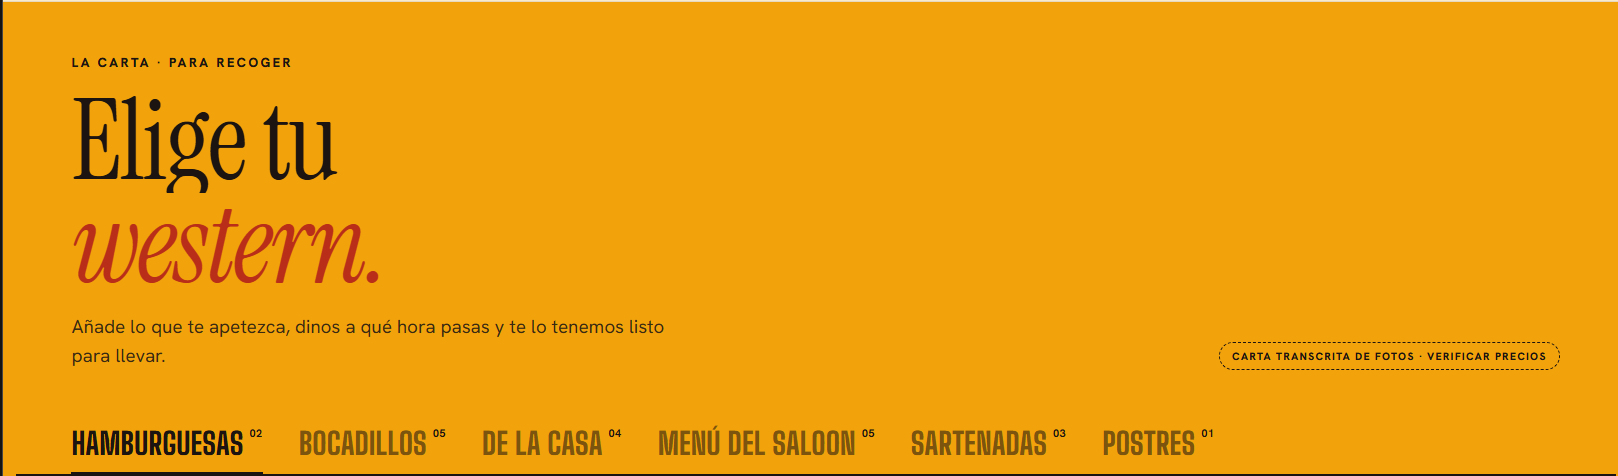 LA CARTA · PARA RECOGER
Elige tu
western.
Añade lo que te apetezca, dinos a qué hora pasas y te lo tenemos listo
para llevar.
CARTA TRANSCRITA DE FOTOS · VERIFICAR PRECIOS
HAMBURGUESAS 02 BOCADILLOS 05 DE LA CASA 04 MENÚ DEL SALOON 05 SARTENADAS 03 POSTRES 01